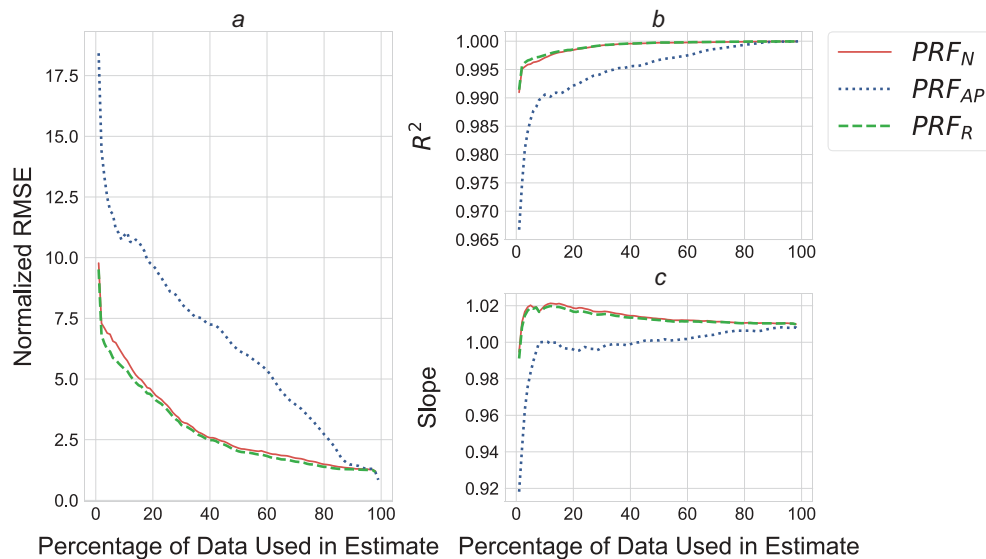 a
17.5
15.0
12.5
10.0
7.5
5.0
2.5
0.0
Normalized RMSE
0 20 40 60 80 100
Percentage of Data Used in Estimate
b
1.000
0.995
0.990
0.985
0.980
0.975
0.970
0.965
R²
0 20 40 60 80 100
c
1.02
1.00
0.98
0.96
0.94
0.92
Slope
0 20 40 60 80 100
Percentage of Data Used in Estimate
PRF_N
PRF_AP
PRF_R